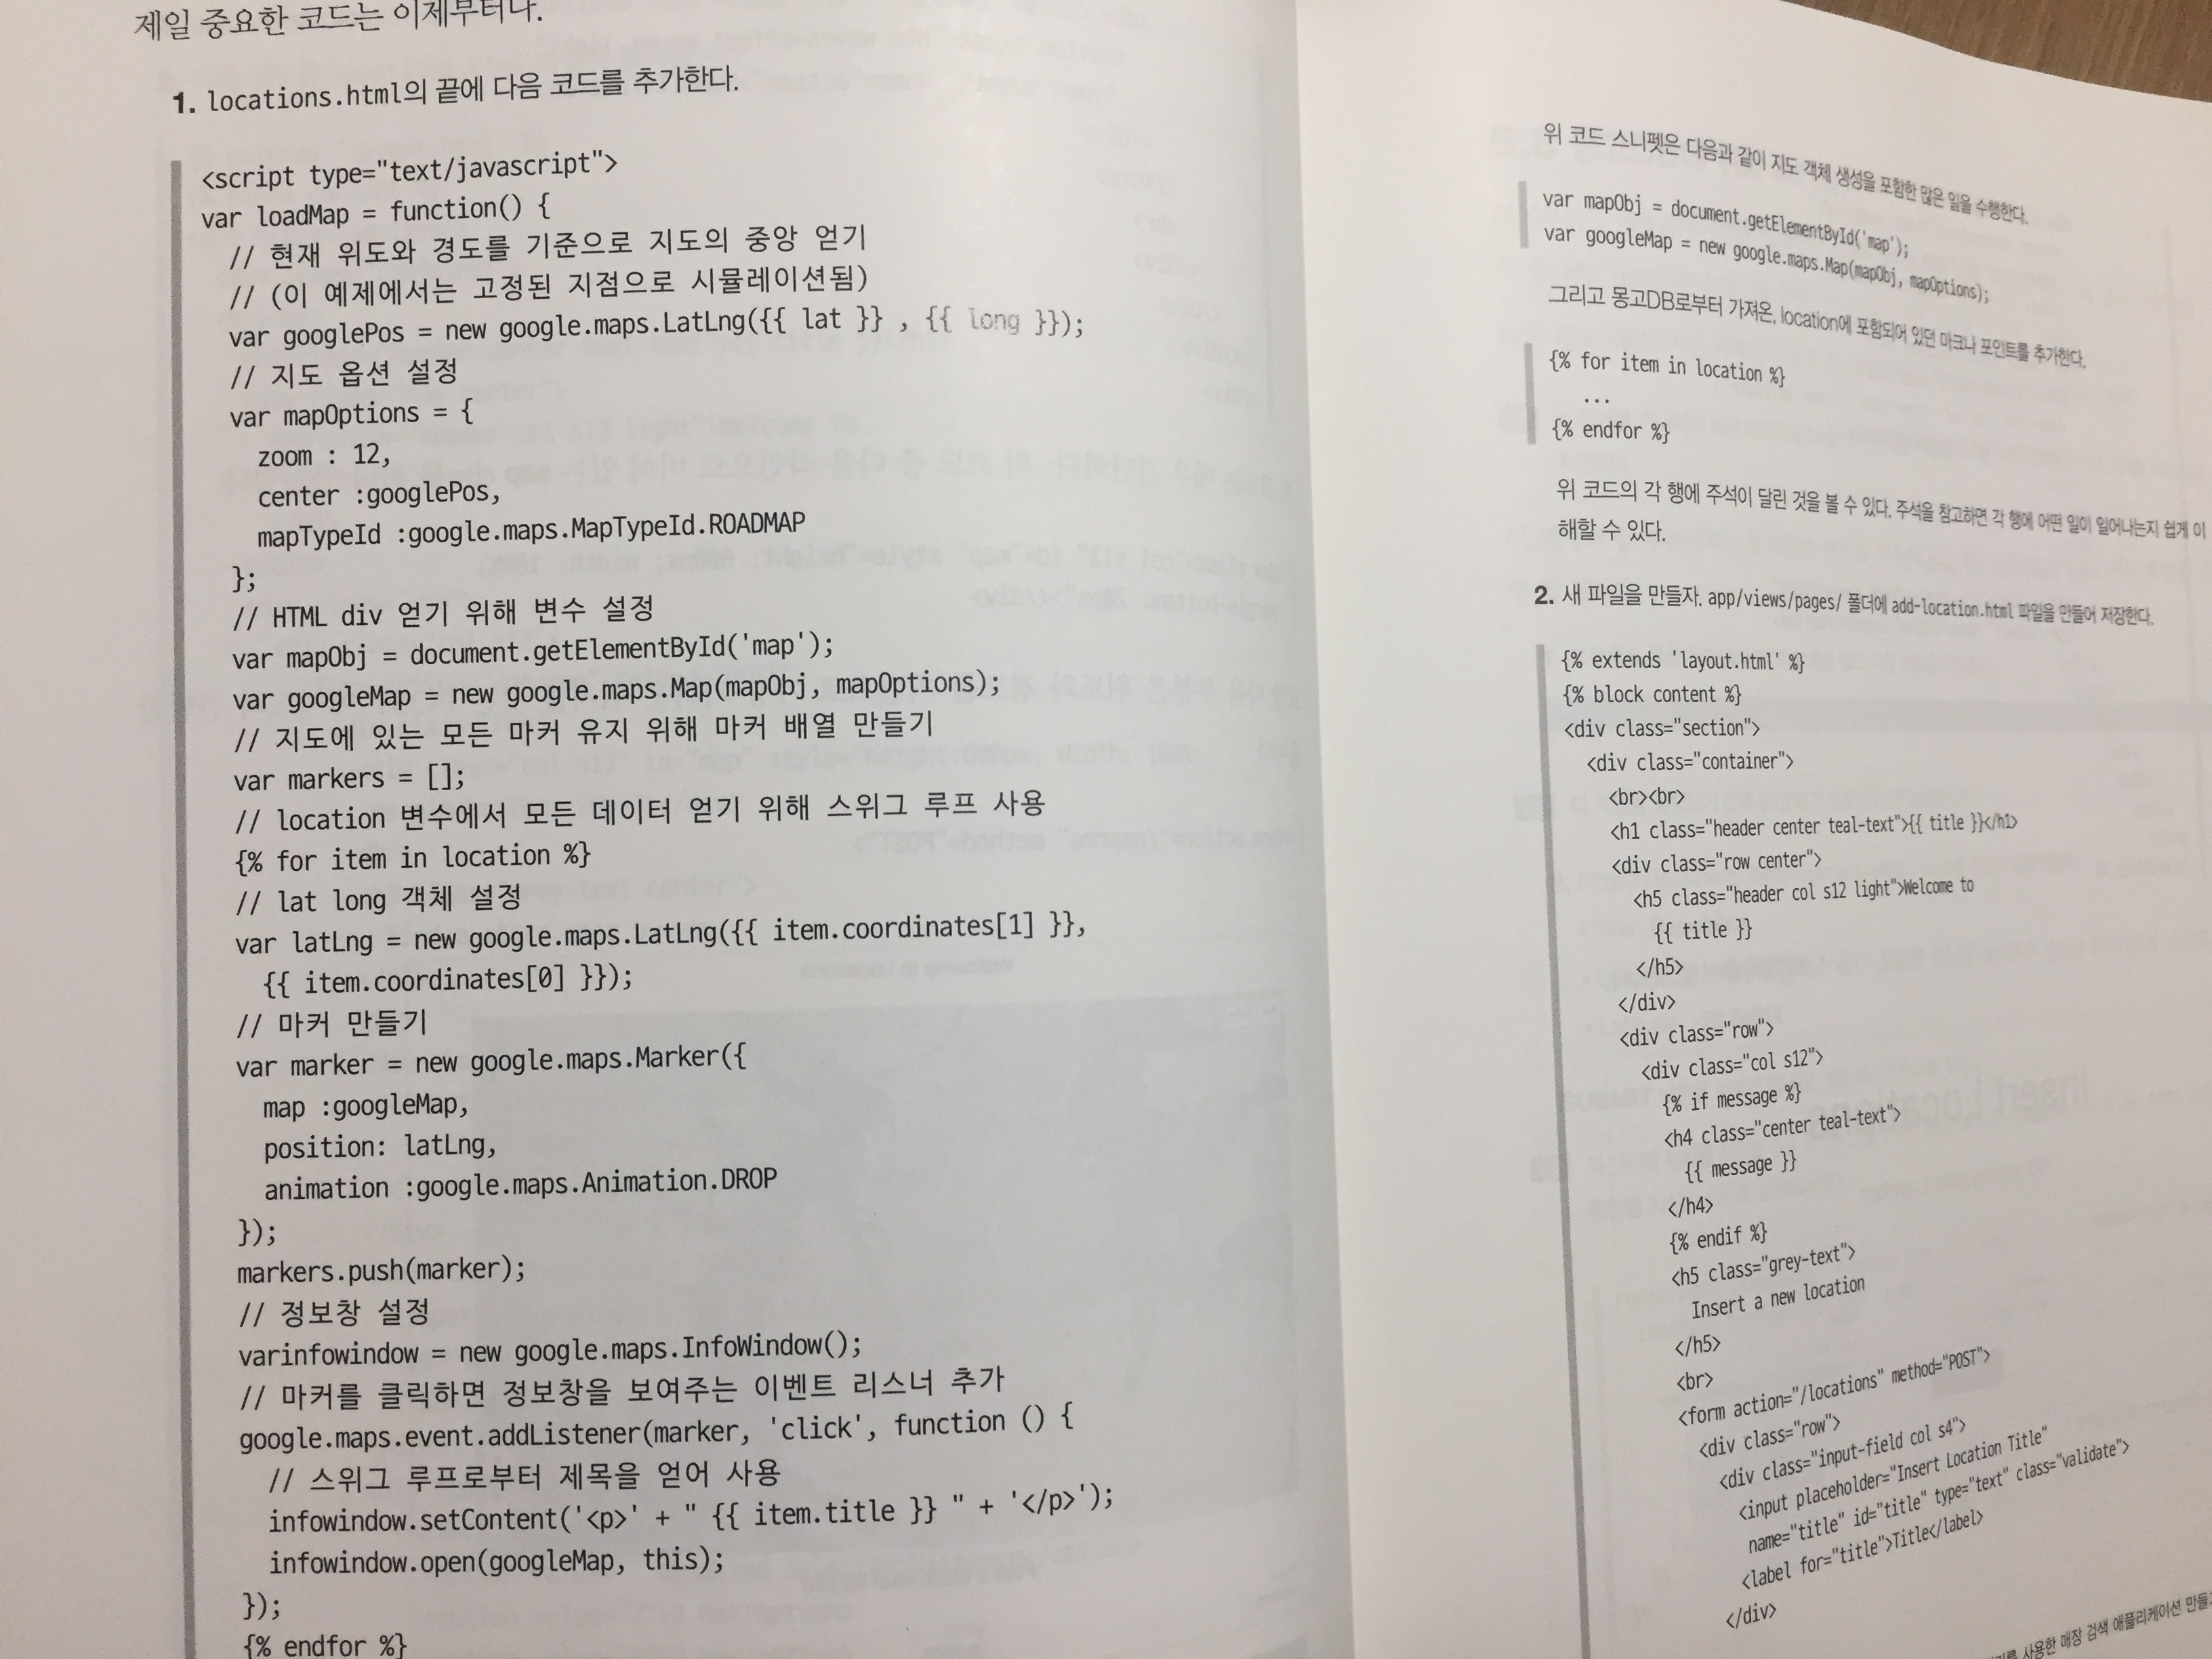 제일 중요한 코드는 이제부터다.
1. locations.html의 끝에 다음 코드를 추가한다.
<script type="text/javascript">
var loadMap = function() {
// 현재 위도와 경도를 기준으로 지도의 중앙 얻기
// (이 예제에서는 고정된 지점으로 시뮬레이션됨)
var googlePos = new google.maps.LatLng({{ lat }} , {{ long }});
// 지도 옵션 설정
var mapOptions = {
zoom : 12,
center :googlePos,
mapTypeId :google.maps.MapTypeId.ROADMAP
};
// HTML div 얻기 위해 변수 설정
var mapObj = document.getElementById('map');
var googleMap = new google.maps.Map(mapObj, mapOptions);
// 지도에 있는 모든 마커 유지 위해 마커 배열 만들기
var markers = [];
// location 변수에서 모든 데이터 얻기 위해 스위그 루프 사용
{% for item in location %}
// lat long 객체 설정
var latLng = new google.maps.LatLng({{ item.coordinates[1] }},
{{ item.coordinates[0] }});
// 마커 만들기
var marker = new google.maps.Marker({
map :googleMap,
position: latLng,
animation :google.maps.Animation.DROP
});
markers.push(marker);
// 정보창 설정
varinfowindow = new google.maps.InfoWindow();
// 마커를 클릭하면 정보창을 보여주는 이벤트 리스너 추가
google.maps.event.addListener(marker, 'click', function () {
// 스위그 루프로부터 제목을 얻어 사용
infowindow.setContent('<p>' + " {{ item.title }} " + '</p>');
infowindow.open(googleMap, this);
});
{% endfor %}
위 코드 스니펫은 다음과 같이 지도 객체 생성을 포함한 많은 일을 수행한다.
var mapObj = document.getElementById('map');
var googleMap = new google.maps.Map(mapObj, mapOptions);
그리고 몽고DB로부터 가져온, location에 포함되어 있던 마크나 포인트를 추가한다.
{% for item in location %}
...
{% endfor %}
위 코드의 각 행에 주석이 달린 것을 볼 수 있다. 주석을 참고하면 각 행에 어떤 일이 일어나는지 쉽게 이
해할 수 있다.
2. 새 파일을 만들자. app/views/pages/ 폴더에 add-location.html 파일을 만들어 저장한다.
{% extends 'layout.html' %}
{% block content %}
<div class="section">
<div class="container">
<br><br>
<h1 class="header center teal-text">{{ title }}</h1>
<div class="row center">
<h5 class="header col s12 light">Welcome to
{{ title }}
</h5>
</div>
<div class="row">
<div class="col s12">
{% if message %}
<h4 class="center teal-text">
{{ message }}
</h4>
{% endif %}
<h5 class="grey-text">
Insert a new location
</h5>
<br>
<form action="/locations" method="POST">
<div class="row">
<div class="input-field col s4">
<input placeholder="Insert Location Title"
name="title" id="title" type="text" class="validate">
<label for="title">Title</label>
</div>
사용한 매장 검색 애플리케이션